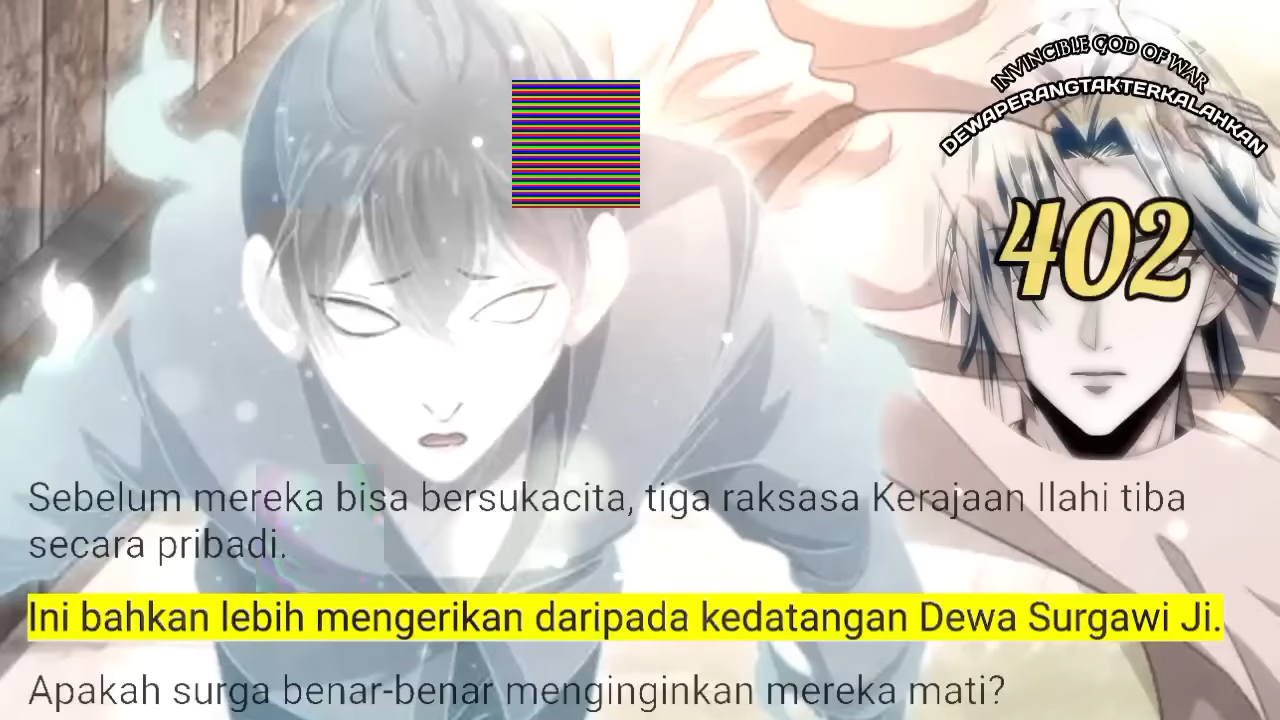 INVINCIBLE GOD OF WAR
DEWAPERANGTAKTERKALAHKAN
402
Sebelum mereka bisa bersukacita, tiga raksasa Kerajaan Ilahi tiba
secara pribadi.
Ini bahkan lebih mengerikan daripada kedatangan Dewa Surgawi Ji.
Apakah surga benar-benar menginginkan mereka mati?